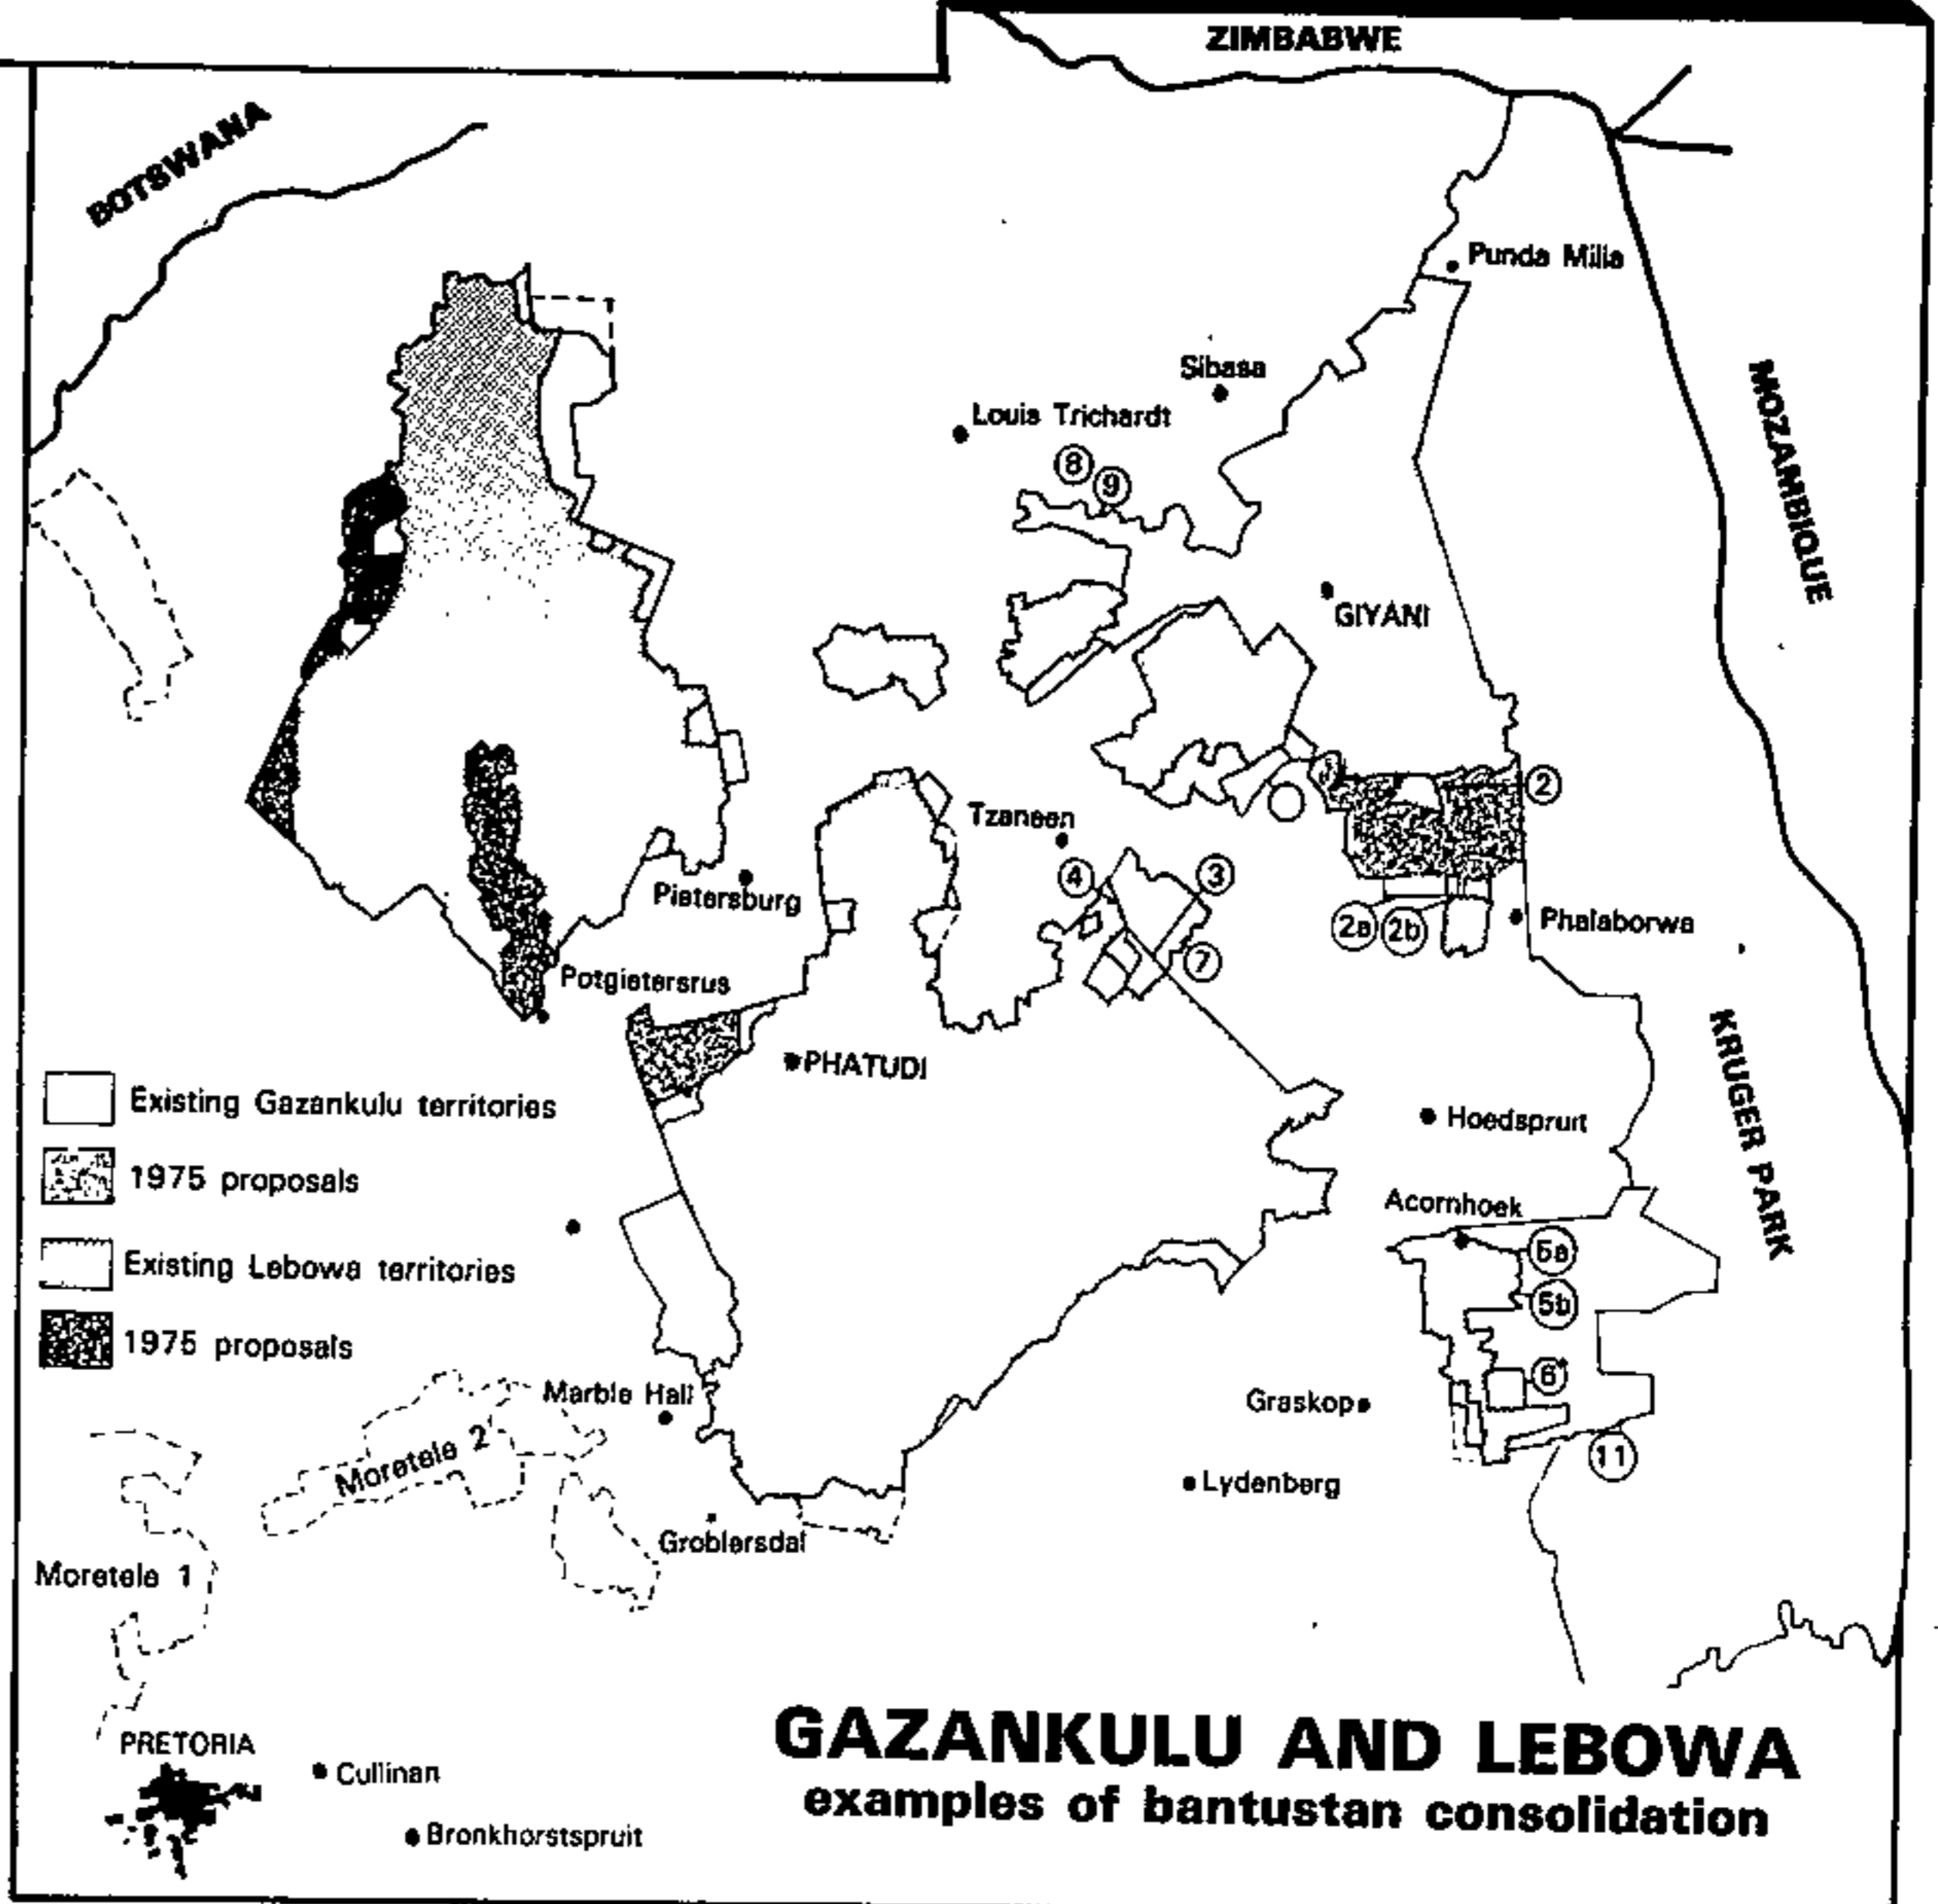 ZIMBABWE
BOTSWANA
Punda Milia
Sibasa
Louis Trichardt
MOZAMBIQUE
8
9
GIYANI
2
Tzaneen
4
3
Pietersburg
2a
2b
Phalaborwa
7
Potgietersrus
PHATUDI
KRUGER PARK
Existing Gazankulu territories
Hoedspruit
1975 proposals
Acornhoek
Existing Lebowa territories
5a
5b
1975 proposals
6
Marble Hall
Graskop
Moretele 2
11
Lydenberg
Groblersdal
Moretele 1
GAZANKULU AND LEBOWA
examples of bantustan consolidation
PRETORIA
Cullinan
Bronkhorstspruit